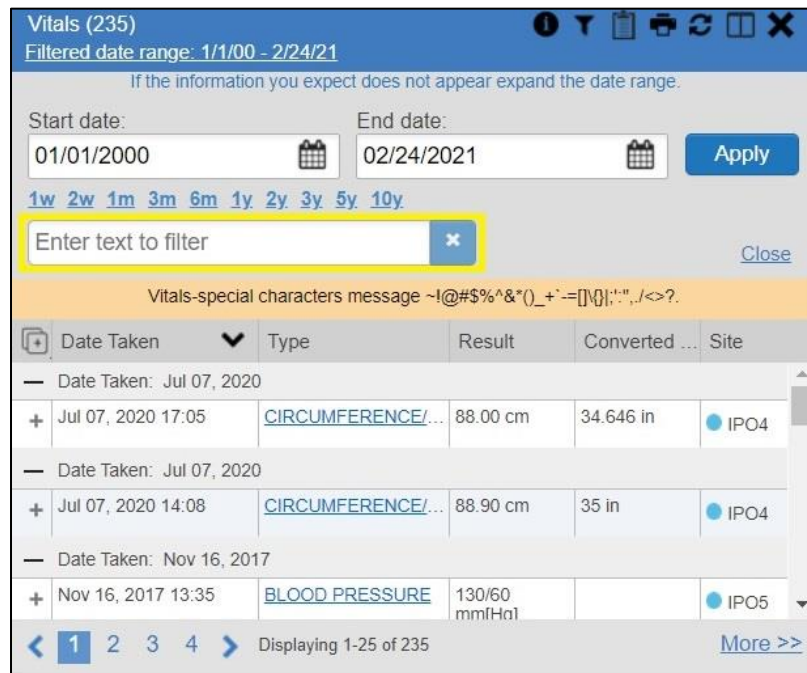 Vitals (235)
Filtered date range: 1/1/00 - 2/24/21
If the information you expect does not appear expand the date range.
Start date: End date:
01/01/2000 02/24/2021 Apply
1w 2w 1m 3m 6m 1y 2y 3y 5y 10y
Enter text to filter
Close
Vitals-special characters message ~!@#$%^&*()_+`-=[]\{}|;':",./<>?.
Date Taken Type Result Converted ... Site
Date Taken: Jul 07, 2020
Jul 07, 2020 17:05 CIRCUMFERENCE/... 88.00 cm 34.646 in IPO4
Date Taken: Jul 07, 2020
Jul 07, 2020 14:08 CIRCUMFERENCE/... 88.90 cm 35 in IPO4
Date Taken: Nov 16, 2017
Nov 16, 2017 13:35 BLOOD PRESSURE 130/60 IPO5
mm[Hg]
1 2 3 4 Displaying 1-25 of 235 More >>